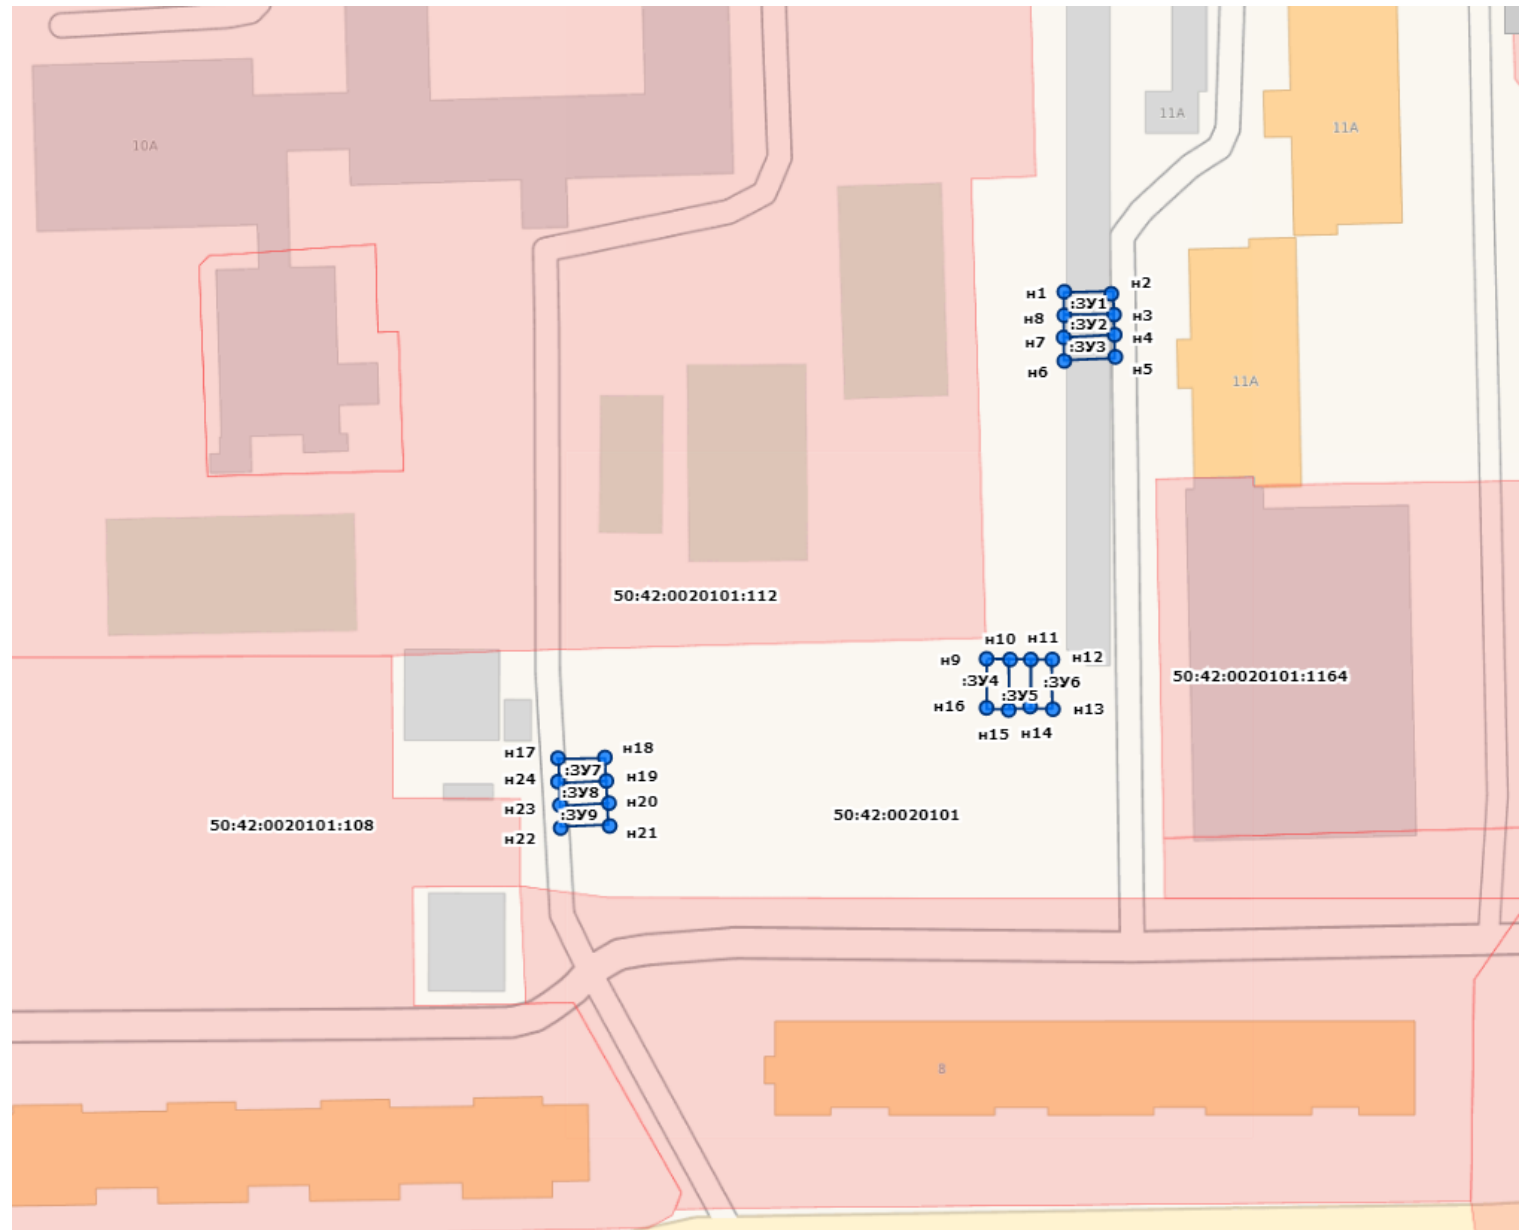 11А
11А
10А
н1
н2
:ЗУ1
н8
н3
:ЗУ2
н7
н4
:ЗУ3
н6
н5
11А
50:42:0020101:112
н10
н11
н9
н12
:ЗУ4
:ЗУ6
50:42:0020101:1164
:ЗУ5
н16
н13
н15
н14
н17
н18
:ЗУ7
н24
н19
:ЗУ8
н23
н20
:ЗУ9
50:42:0020101
50:42:0020101:108
н22
н21
8